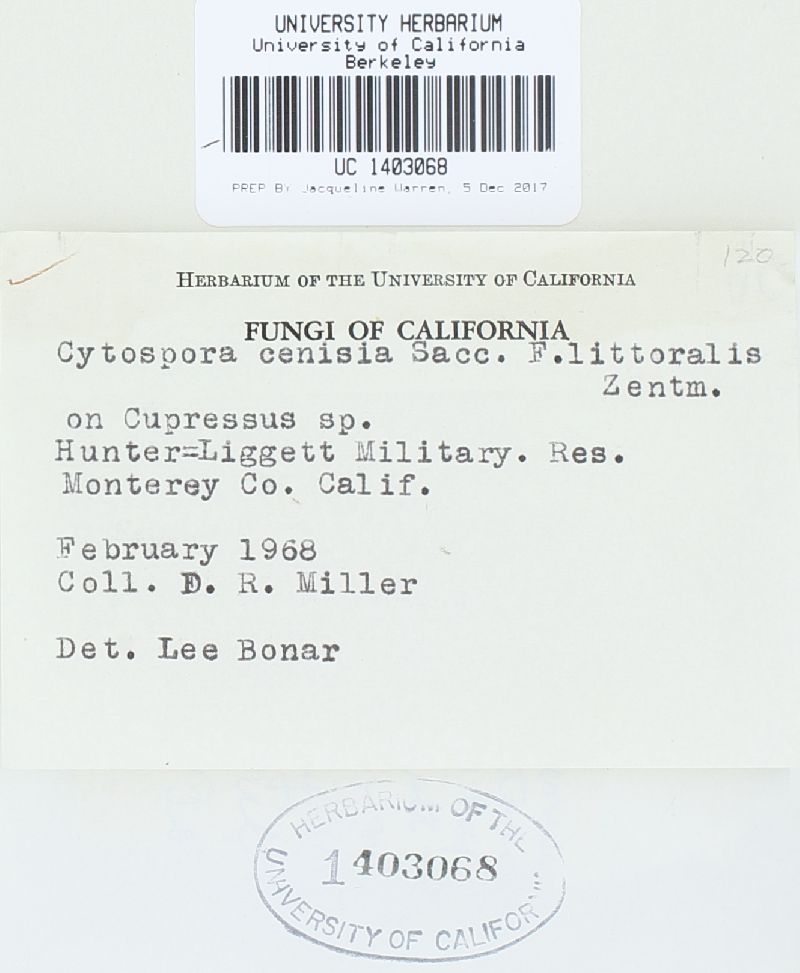 UNIVERSITY HERBARIUM
University of California
Berkeley
UC 1403068
PREP BY Jacqueline Warren, 5 Dec 2017
120
HERBARIUM OF THE UNIVERSITY OF CALIFORNIA
FUNGI OF CALIFORNIA
Cytospora cenisia Sacc. F.littoralis
Zentm.
on Cupressus sp.
Hunter=Liggett Military. Res.
Monterey Co. Calif.
February 1968
Coll. D. R. Miller
Det. Lee Bonar
HERBARIUM OF THE
1403068
UNIVERSITY OF CALIFORNIA